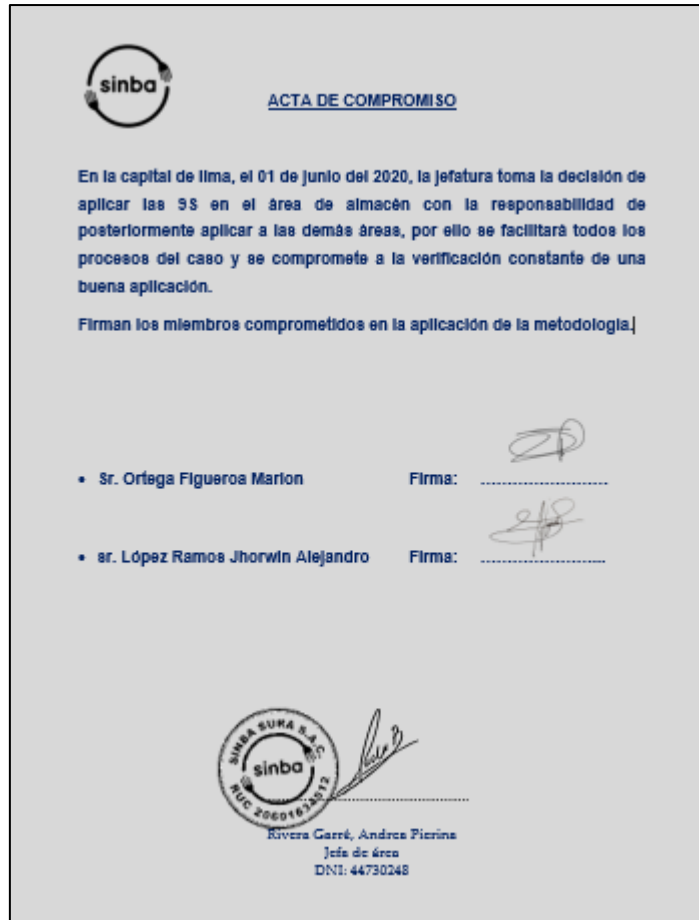 sinba
ACTA DE COMPROMISO
En la capital de lima, el 01 de junio del 2020, la jefatura toma la decisión de
aplicar las 9S en el área de almacén con la responsabilidad de
posteriormente aplicar a las demás áreas, por ello se facilitará todos los
procesos del caso y se compromete a la verificación constante de una
buena aplicación.
Firman los miembros comprometidos en la aplicación de la metodologia.
• Sr. Ortega Figueroa Marlon Firma: ..........................
• sr. López Ramos Jhorwin Alejandro Firma: ..........................
SINBA SURA S.A.C.
sinba
RUC 20601634512
Rivera Garré, Andrea Pierina
Jefa de área
DNI: 44730248